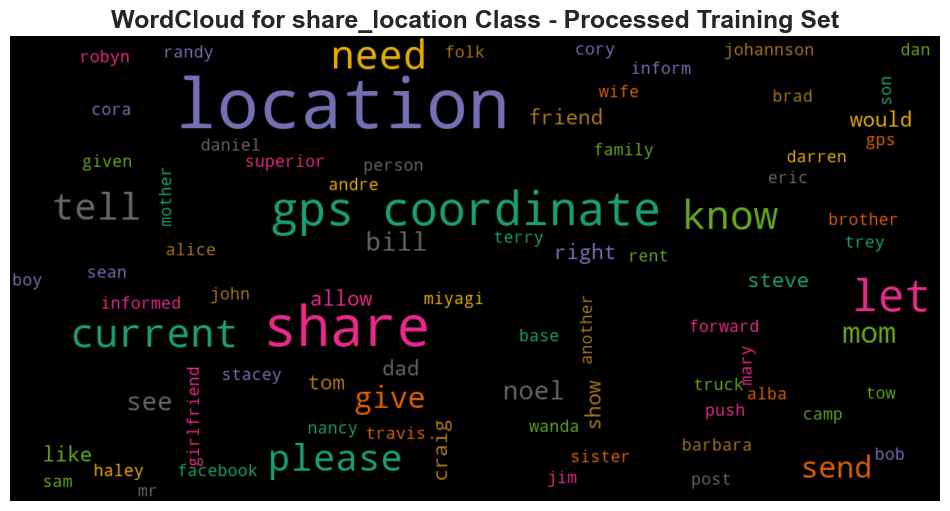 WordCloud for share_location Class - Processed Training Set
robyn randy need folk cory johannson dan
inform
location wife brad son
cora friend would
daniel family gps
given superior person darren
mother andre eric
tell gps coordinate know brother
bill terry trey
alice right rent
boy sean steve
informed john allow miyagi let
current share base another forward mom
dad mary
stacey tom noel show truck alba tow
see girlfriend give push camp
nancy travis. craig wanda barbara bob
like please sister send
haley facebook jim post
sam mr